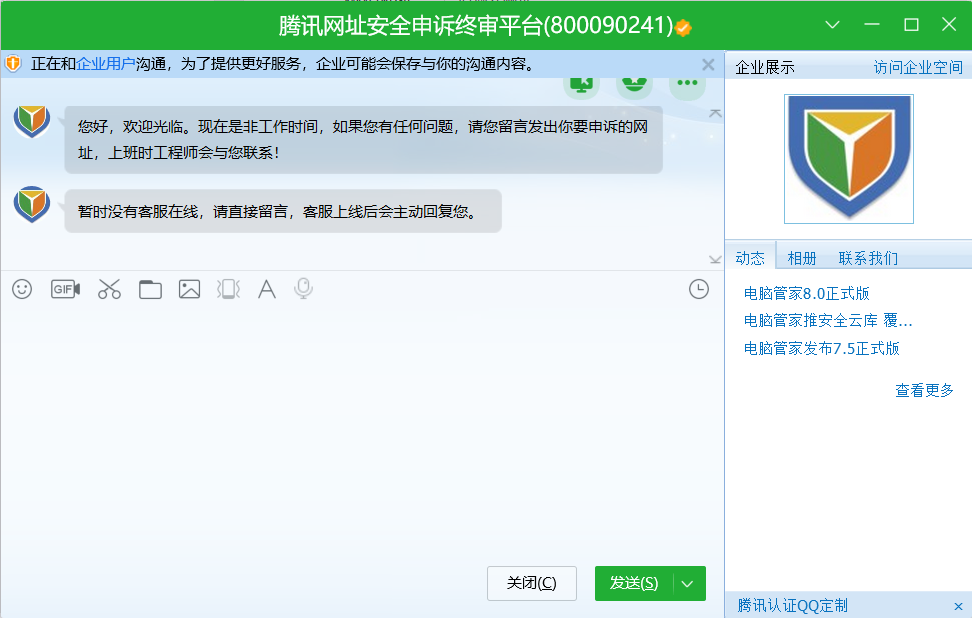 腾讯网址安全申诉终审平台(800090241)
正在和企业用户沟通，为了提供更好服务，企业可能会保存与你的沟通内容。
您好，欢迎光临。现在是非工作时间，如果您有任何问题，请您留言发出你要申诉的网
址，上班时工程师会与您联系！
暂时没有客服在线，请直接留言，客服上线后会主动回复您。
GIF
关闭(C)
发送(S)
企业展示
访问企业空间
动态
相册
联系我们
电脑管家8.0正式版
电脑管家推安全云库 覆...
电脑管家发布7.5正式版
查看更多
腾讯认证QQ定制